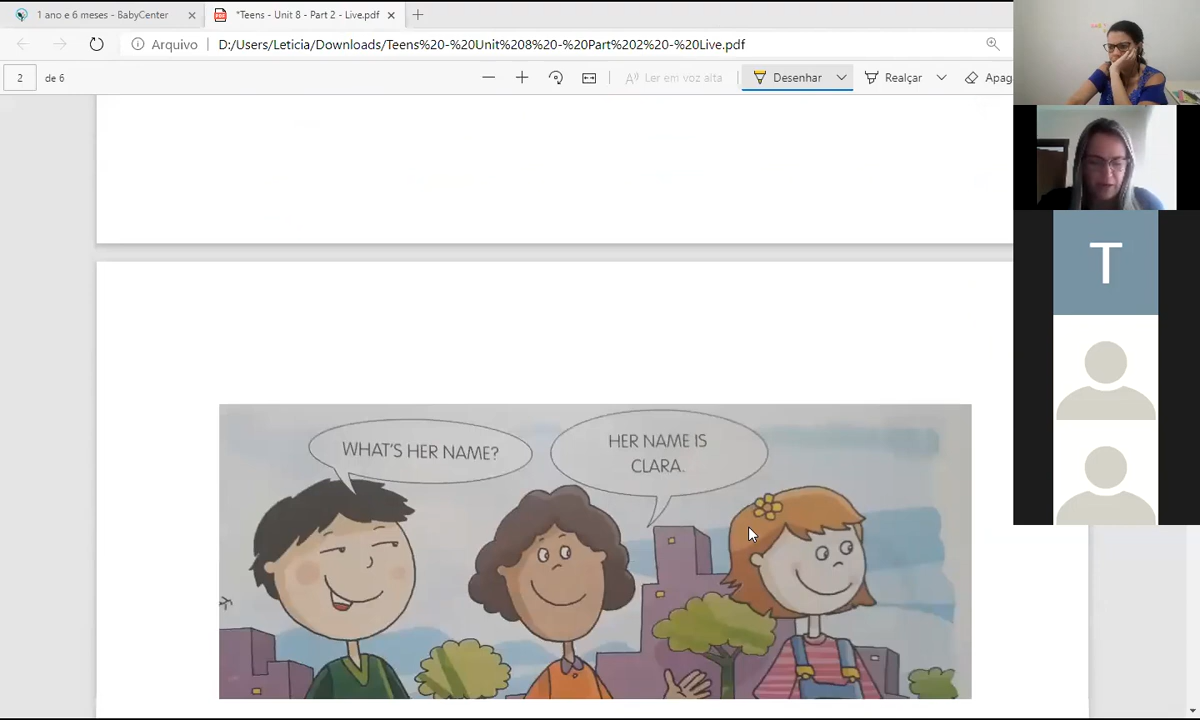 1 ano e 6 meses - BabyCenter
*Teens - Unit 8 - Part 2 - Live.pdf
Arquivo
D:/Users/Leticia/Downloads/Teens%20-%20Unit%208%20-%20Part%202%20-%20Live.pdf
2
de 6
Ler em voz alta
Desenhar
Realçar
Apag
WHAT'S HER NAME?
HER NAME IS
CLARA.
T